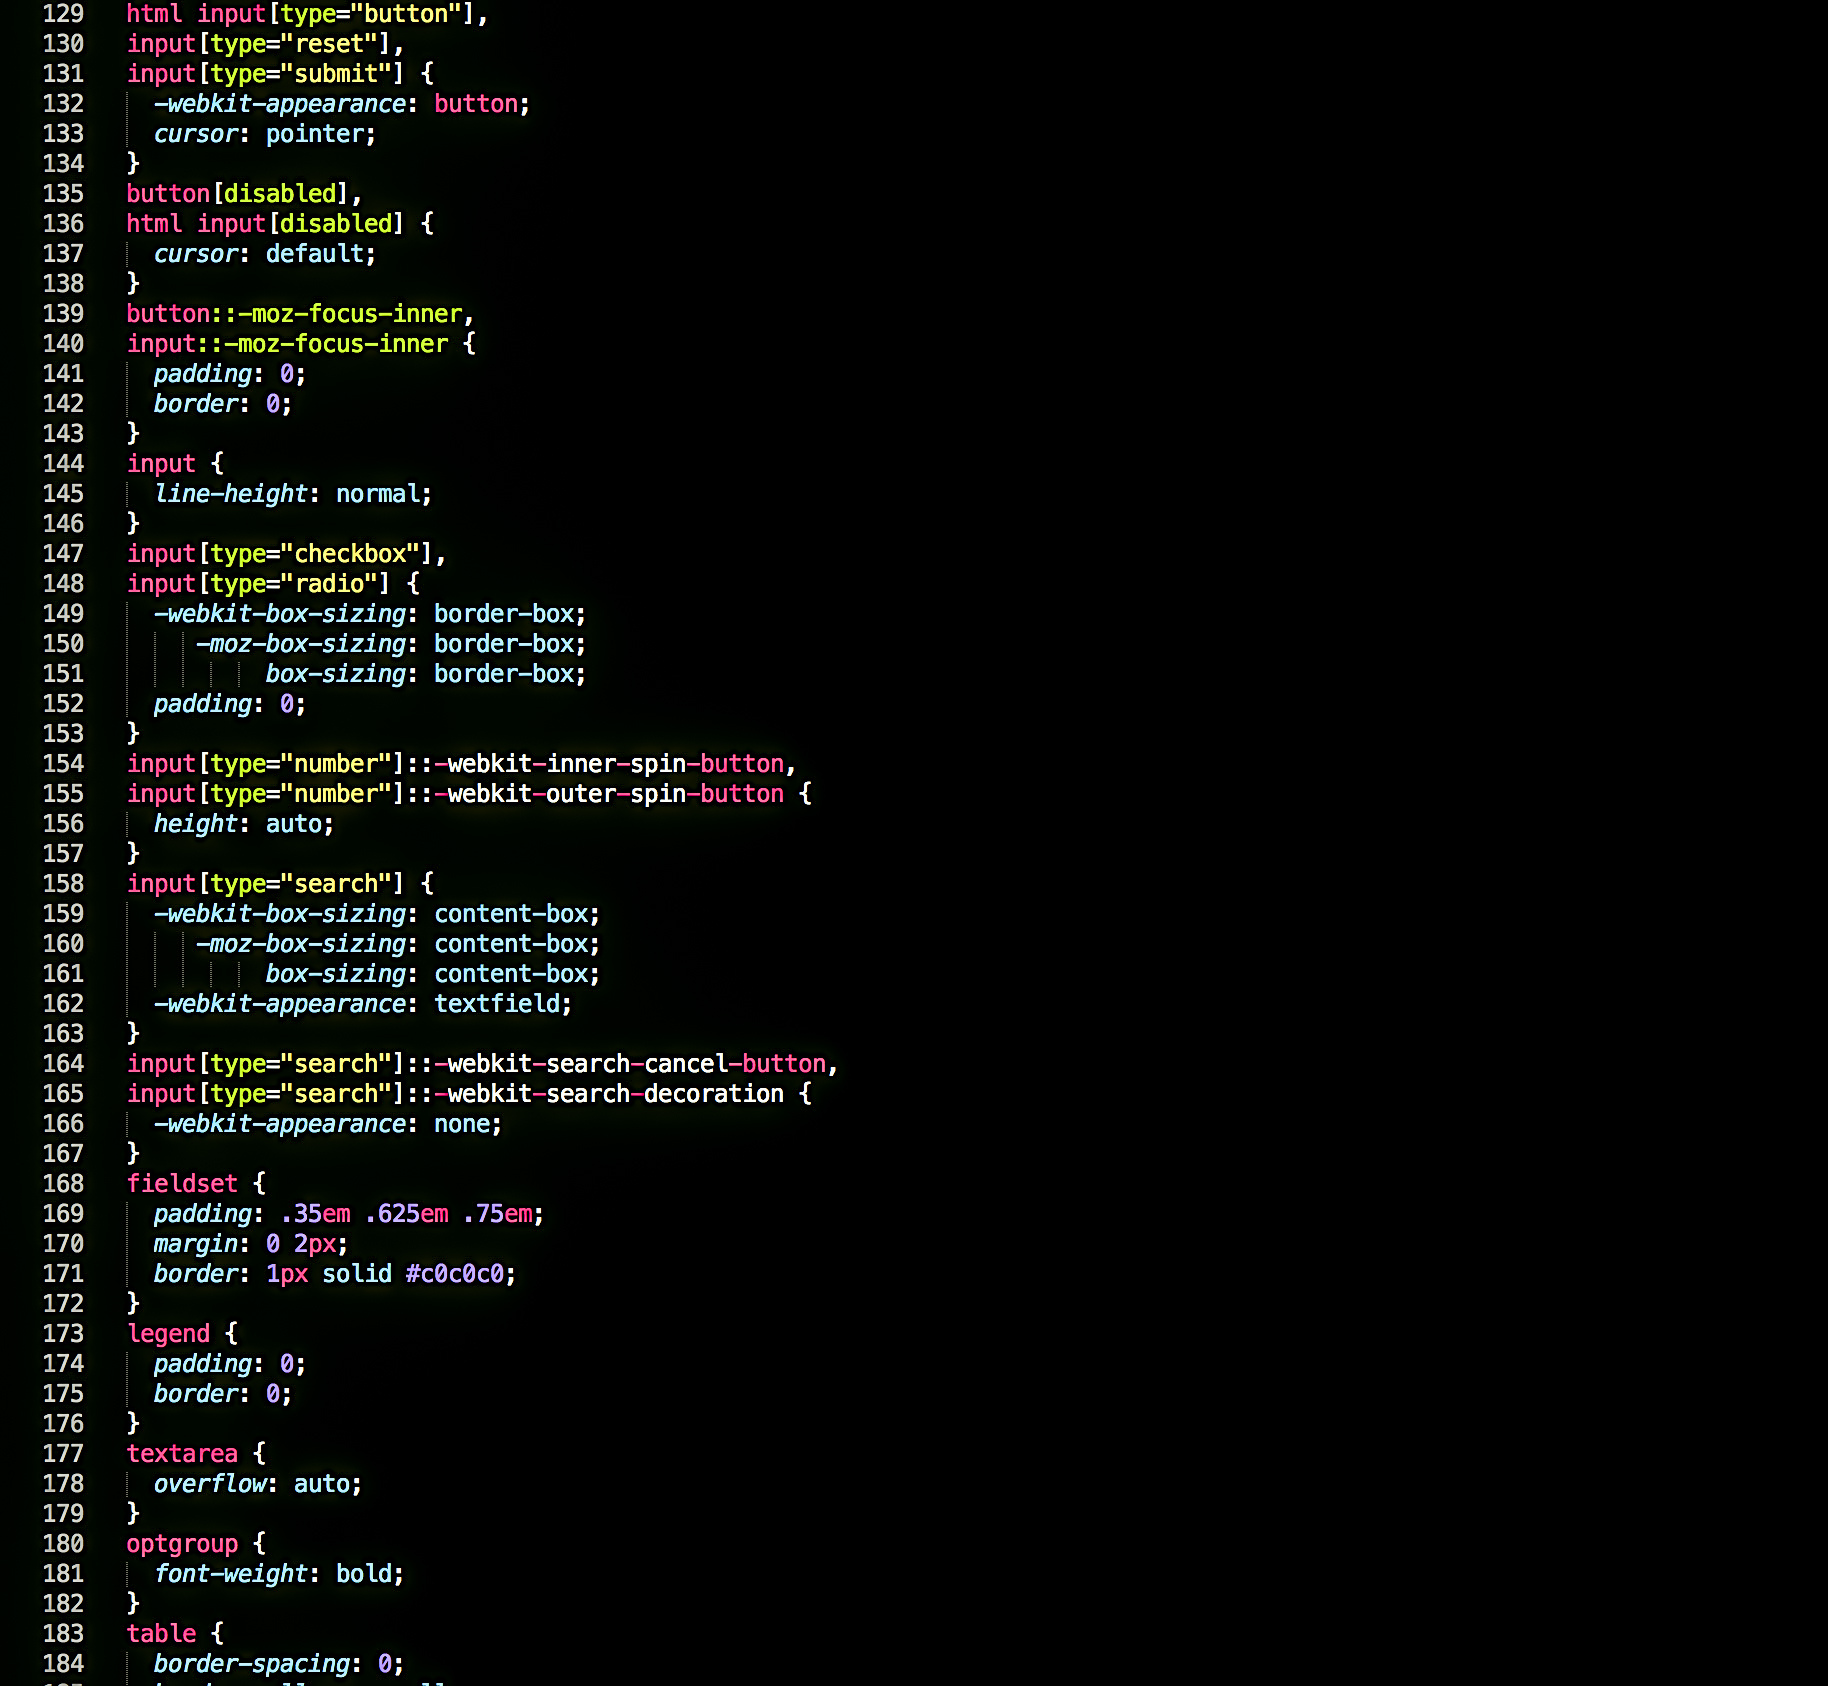 129 html input[type="button"],
130 input[type="reset"],
131 input[type="submit"] {
132   -webkit-appearance: button;
133   cursor: pointer;
134 }
135 button[disabled],
136 html input[disabled] {
137   cursor: default;
138 }
139 button::-moz-focus-inner,
140 input::-moz-focus-inner {
141   padding: 0;
142   border: 0;
143 }
144 input {
145   line-height: normal;
146 }
147 input[type="checkbox"],
148 input[type="radio"] {
149   -webkit-box-sizing: border-box;
150      -moz-box-sizing: border-box;
151           box-sizing: border-box;
152   padding: 0;
153 }
154 input[type="number"]::-webkit-inner-spin-button,
155 input[type="number"]::-webkit-outer-spin-button {
156   height: auto;
157 }
158 input[type="search"] {
159   -webkit-box-sizing: content-box;
160      -moz-box-sizing: content-box;
161           box-sizing: content-box;
162   -webkit-appearance: textfield;
163 }
164 input[type="search"]::-webkit-search-cancel-button,
165 input[type="search"]::-webkit-search-decoration {
166   -webkit-appearance: none;
167 }
168 fieldset {
169   padding: .35em .625em .75em;
170   margin: 0 2px;
171   border: 1px solid #c0c0c0;
172 }
173 legend {
174   padding: 0;
175   border: 0;
176 }
177 textarea {
178   overflow: auto;
179 }
180 optgroup {
181   font-weight: bold;
182 }
183 table {
184   border-spacing: 0;